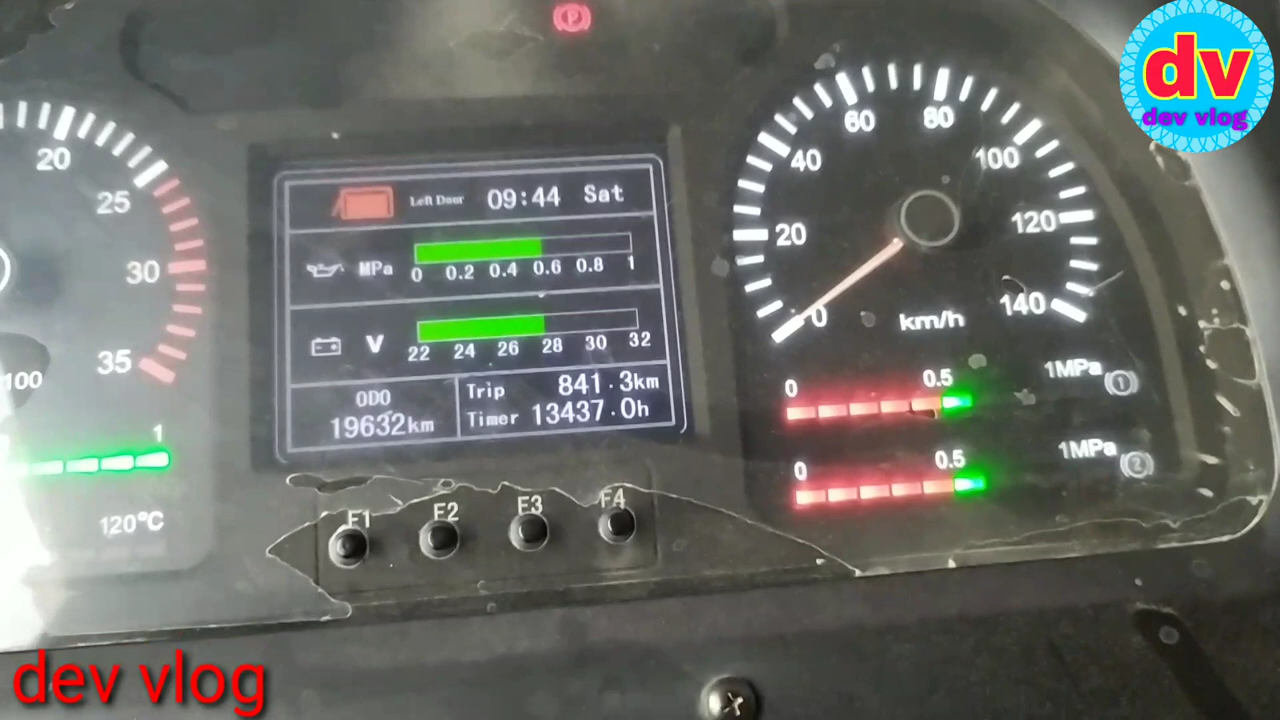 P
dv
dev vlog
20
25
30
35
100
1
120°C
Left Door 09:44 Sat
MPa
0 0.2 0.4 0.6 0.8 1
V
22 24 26 28 30 32
ODO
19632km
Trip 841.3km
Timer 13437.0h
F1 F2 F3 F4
0 20 40 60 80 100 120 140
km/h
0 0.5 1MPa 1
0 0.5 1MPa 2
dev vlog